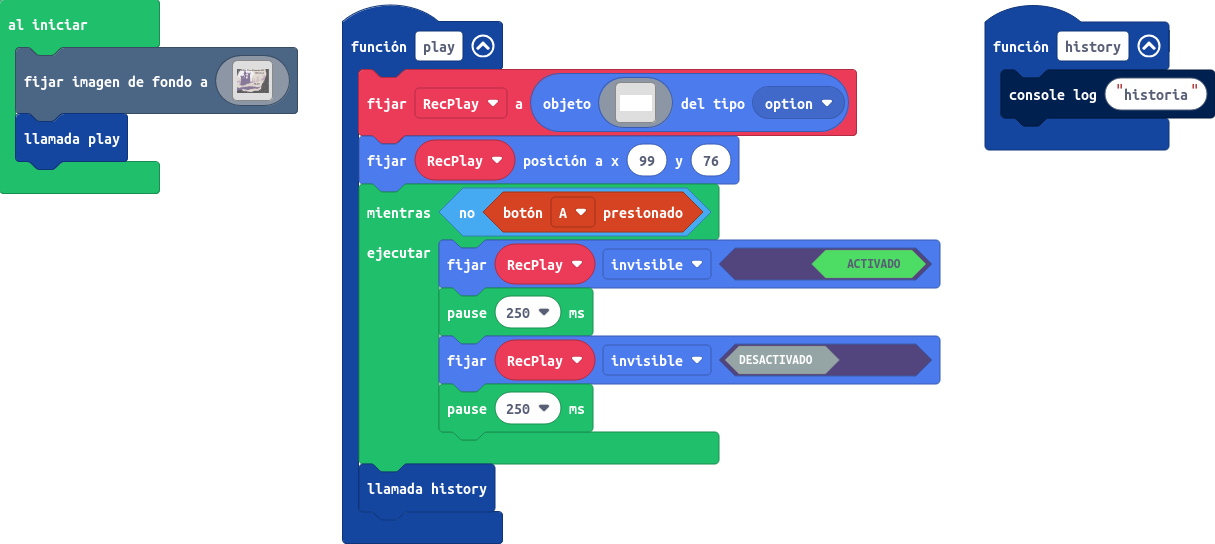 al iniciar
fijar imagen de fondo a
llamada play
función play
fijar RecPlay a objeto del tipo option
fijar RecPlay posición a x 99 y 76
mientras no botón A presionado
ejecutar
fijar RecPlay invisible ACTIVADO
pause 250 ms
fijar RecPlay invisible DESACTIVADO
pause 250 ms
llamada history
función history
console log "historia"